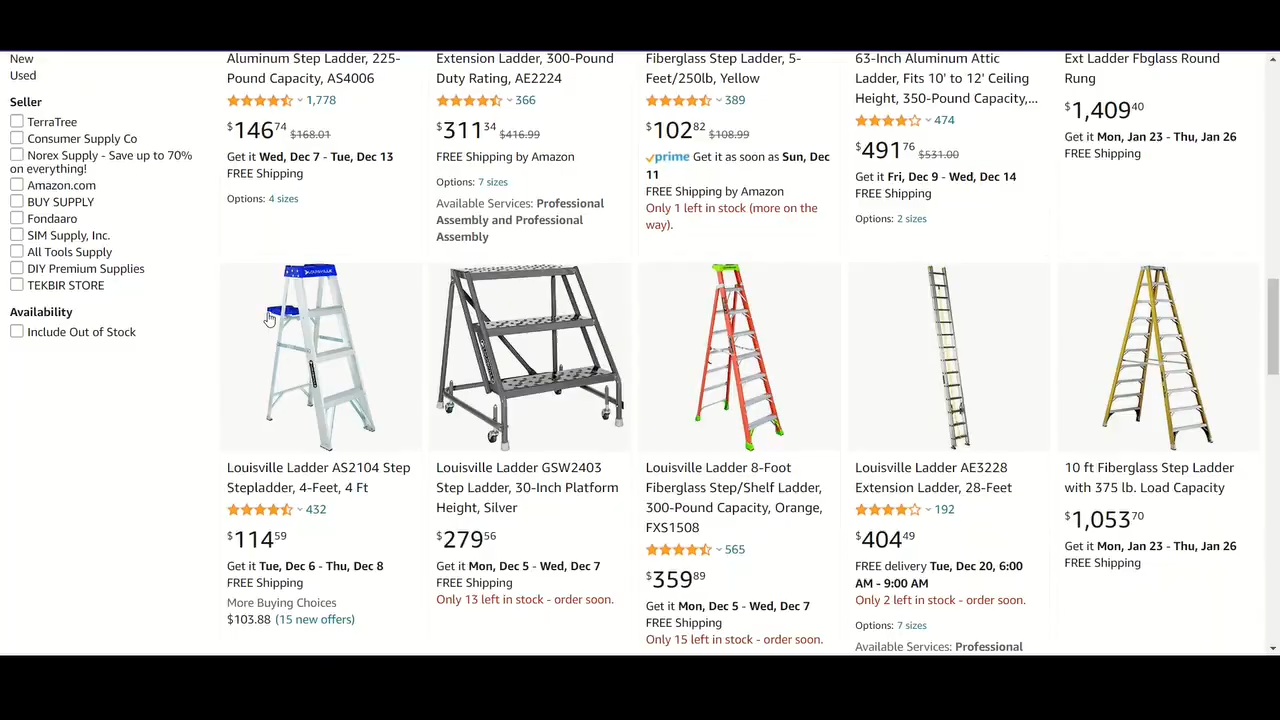 New
Used
Seller
TerraTree
Consumer Supply Co
Norex Supply - Save up to 70%
on everything!
Amazon.com
BUY SUPPLY
Fondaaro
SIM Supply, Inc.
All Tools Supply
DIY Premium Supplies
TEKBIR STORE
Availability
Include Out of Stock
Aluminum Step Ladder, 225-
Pound Capacity, AS4006
1,778
$146.74 $168.01
Get it Wed, Dec 7 - Tue, Dec 13
FREE Shipping
Options: 4 sizes
Extension Ladder, 300-Pound
Duty Rating, AE2224
366
$311.34 $416.99
FREE Shipping by Amazon
Options: 7 sizes
Available Services: Professional
Assembly and Professional
Assembly
Fiberglass Step Ladder, 5-
Feet/250lb, Yellow
389
$102.82 $108.99
prime Get it as soon as Sun, Dec
11
FREE Shipping by Amazon
Only 1 left in stock (more on the
way).
63-Inch Aluminum Attic
Ladder, Fits 10' to 12' Ceiling
Height, 350-Pound Capacity,...
474
$491.76 $531.00
Get it Fri, Dec 9 - Wed, Dec 14
FREE Shipping
Options: 2 sizes
Ext Ladder Fbglass Round
Rung
$1,409.40
Get it Mon, Jan 23 - Thu, Jan 26
FREE Shipping
LOUISVILLE
Louisville Ladder AS2104 Step
Stepladder, 4-Feet, 4 Ft
432
$114.59
Get it Tue, Dec 6 - Thu, Dec 8
FREE Shipping
More Buying Choices
$103.88 (15 new offers)
Louisville Ladder GSW2403
Step Ladder, 30-Inch Platform
Height, Silver
$279.56
Get it Mon, Dec 5 - Wed, Dec 7
FREE Shipping
Only 13 left in stock - order soon.
Louisville Ladder 8-Foot
Fiberglass Step/Shelf Ladder,
300-Pound Capacity, Orange,
FXS1508
565
$359.89
Get it Mon, Dec 5 - Wed, Dec 7
FREE Shipping
Only 15 left in stock - order soon.
Louisville Ladder AE3228
Extension Ladder, 28-Feet
192
$404.49
FREE delivery Tue, Dec 20, 6:00
AM - 9:00 AM
Only 2 left in stock - order soon.
Options: 7 sizes
Available Services: Professional
10 ft Fiberglass Step Ladder
with 375 lb. Load Capacity
$1,053.70
Get it Mon, Jan 23 - Thu, Jan 26
FREE Shipping